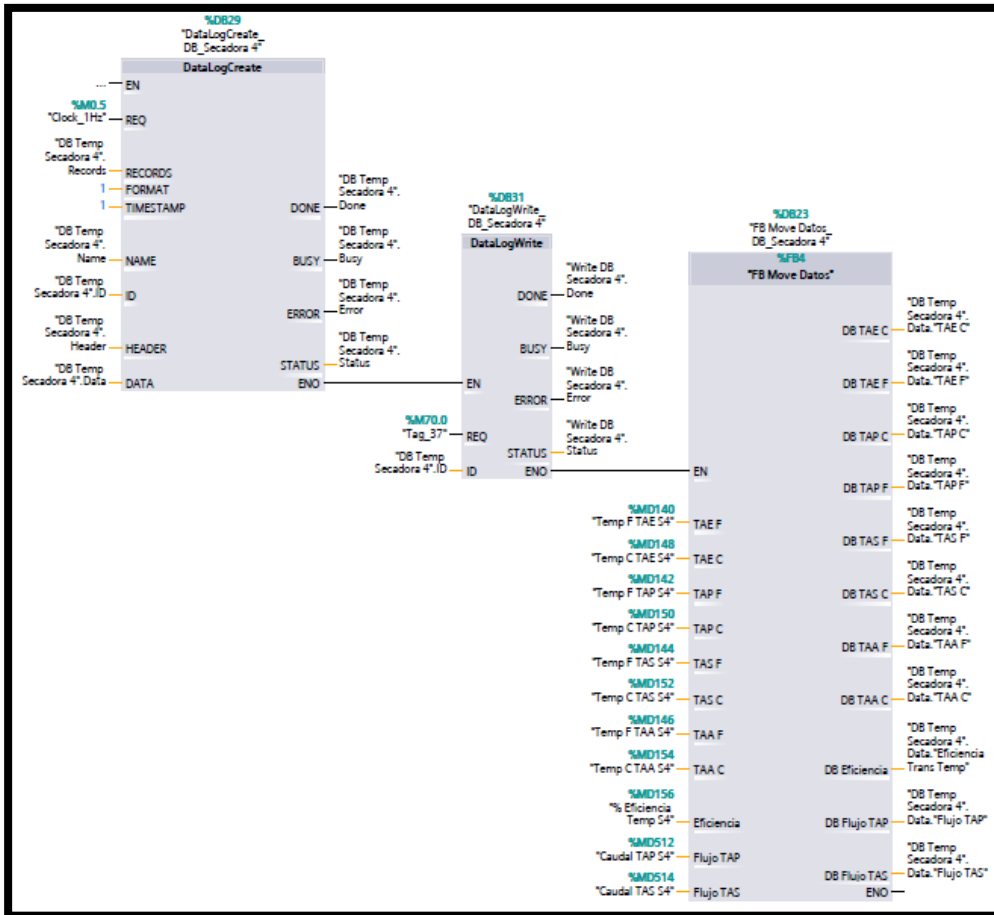 %DB29
"DataLogCreate_
DB_Secadora 4"
DataLogCreate
... EN
%M0.5
"Clock_1Hz" REQ
"DB Temp
Secadora 4".
Records RECORDS
1 FORMAT
1 TIMESTAMP
"DB Temp
Secadora 4".
Name NAME
"DB Temp
Secadora 4".ID ID
"DB Temp
Secadora 4".
Header HEADER
"DB Temp
Secadora 4".Data DATA
"DB Temp
Secadora 4".
DONE Done
"DB Temp
Secadora 4".
BUSY Busy
"DB Temp
Secadora 4".
ERROR Error
"DB Temp
Secadora 4".
STATUS Status
ENO
%DB31
"DataLogWrite_
DB_Secadora 4"
DataLogWrite
EN
%M70.0
"Tag_37" REQ
"DB Temp
Secadora 4".ID ID
"Write DB
Secadora 4".
DONE Done
"Write DB
Secadora 4".
BUSY Busy
"Write DB
Secadora 4".
ERROR Error
"Write DB
Secadora 4".
STATUS Status
ENO
%DB23
"FB Move Datos_
DB_Secadora 4"
%FB4
"FB Move Datos"
EN
%MD140
"Temp F TAE S4" TAE F
%MD148
"Temp C TAE S4" TAE C
%MD142
"Temp F TAP S4" TAP F
%MD150
"Temp C TAP S4" TAP C
%MD144
"Temp F TAS S4" TAS F
%MD152
"Temp C TAS S4" TAS C
%MD146
"Temp F TAA S4" TAA F
%MD154
"Temp C TAA S4" TAA C
%MD156
"% Eficiencia
Temp S4" Eficiencia
%MD512
"Caudal TAP S4" Flujo TAP
%MD514
"Caudal TAS S4" Flujo TAS
"DB Temp
Secadora 4".
DB TAE C Data."TAE C"
"DB Temp
Secadora 4".
DB TAE F Data."TAE F"
"DB Temp
Secadora 4".
DB TAP C Data."TAP C"
"DB Temp
Secadora 4".
DB TAP F Data."TAP F"
"DB Temp
Secadora 4".
DB TAS F Data."TAS F"
"DB Temp
Secadora 4".
DB TAS C Data."TAS C"
"DB Temp
Secadora 4".
DB TAA F Data."TAA F"
"DB Temp
Secadora 4".
DB TAA C Data."TAA C"
"DB Temp
Secadora 4".
Data."Eficiencia
DB Eficiencia Trans Temp"
"DB Temp
Secadora 4".
DB Flujo TAP Data."Flujo TAP"
"DB Temp
Secadora 4".
DB Flujo TAS Data."Flujo TAS"
ENO